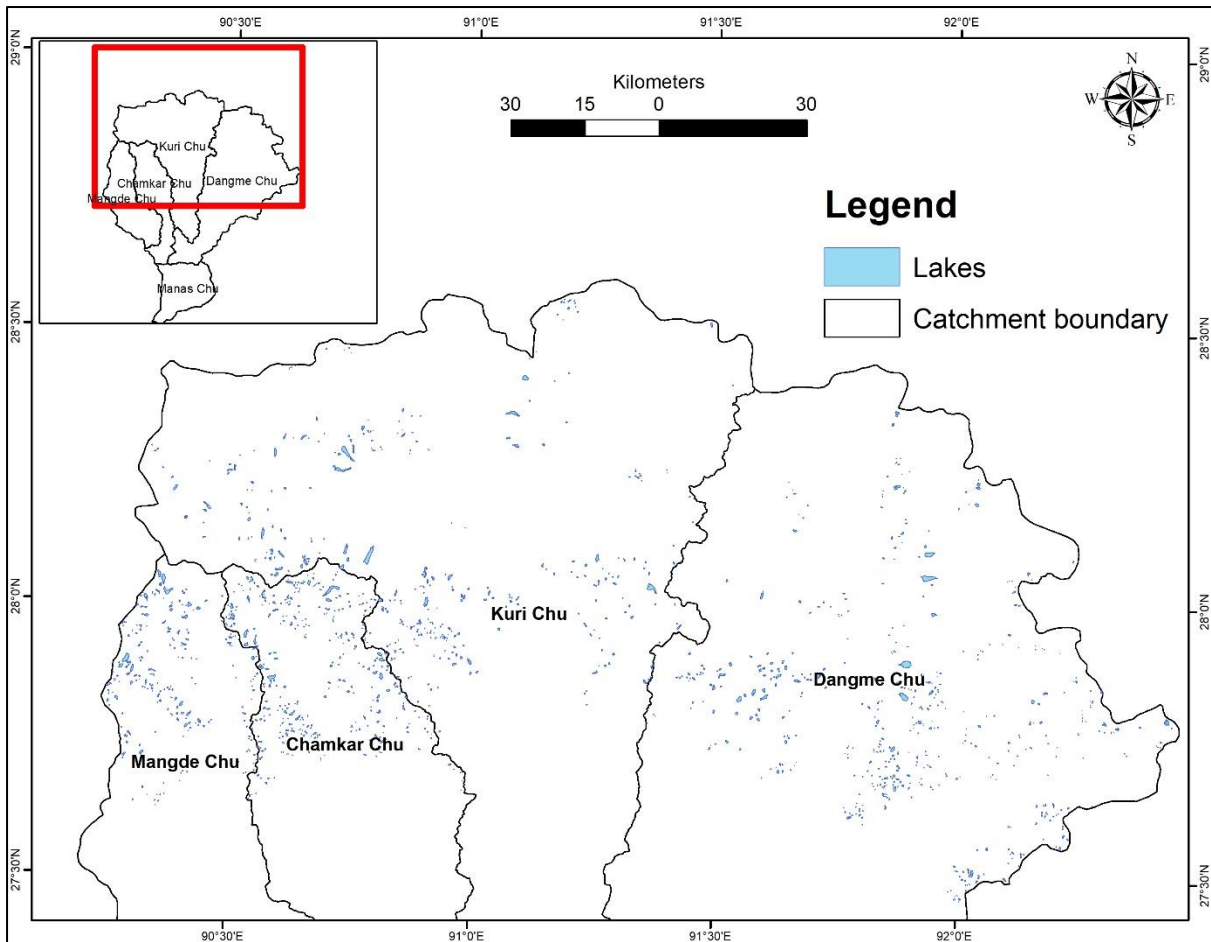 90°30'E
91°0'E
91°30'E
92°0'E
29°0'N
29°0'N
Kuri Chu
Chamkar Chu
Dangme Chu
Mangde Chu
Manas Chu
Kilometers
30 15 0 30
N
W E
S
Legend
Lakes
Catchment boundary
28°30'N
28°30'N
28°0'N
28°0'N
Kuri Chu
Dangme Chu
Chamkar Chu
Mangde Chu
27°30'N
27°30'N
90°30'E
91°0'E
91°30'E
92°0'E